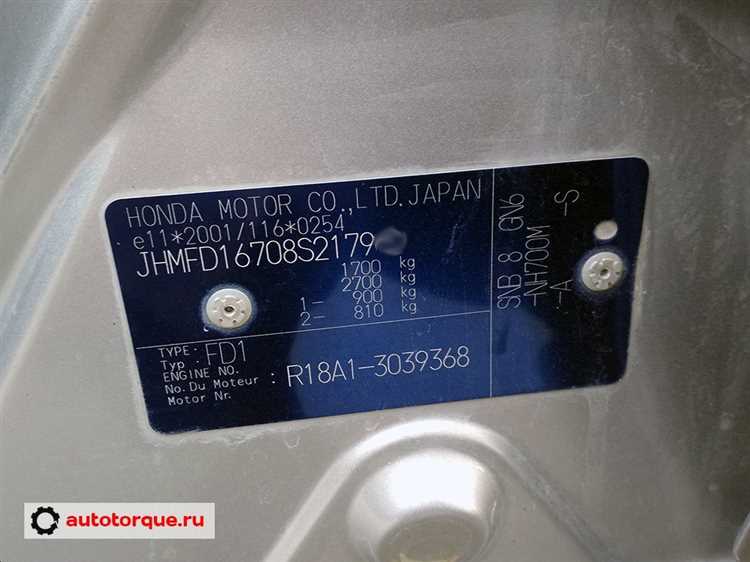 HONDA MOTOR CO.,LTD.JAPAN
e11*2001/116*0254
JHMFD16708S2179
1700 kg
2700 kg
1- 900 kg
2- 810 kg
TYPE: FD1
Typ
ENGINE NO.
No.Du Moteur : R18A1-3039368
Motor Nr.
SNB 8 GN6
-NH700M -S
-A
autotorque.ru